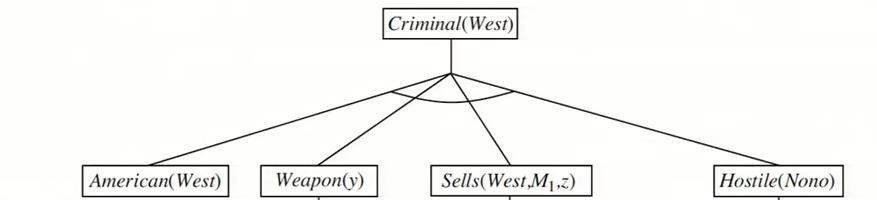 Criminal(West)
American(West) Weapon(y) Sells(West,M₁,z) Hostile(Nono)